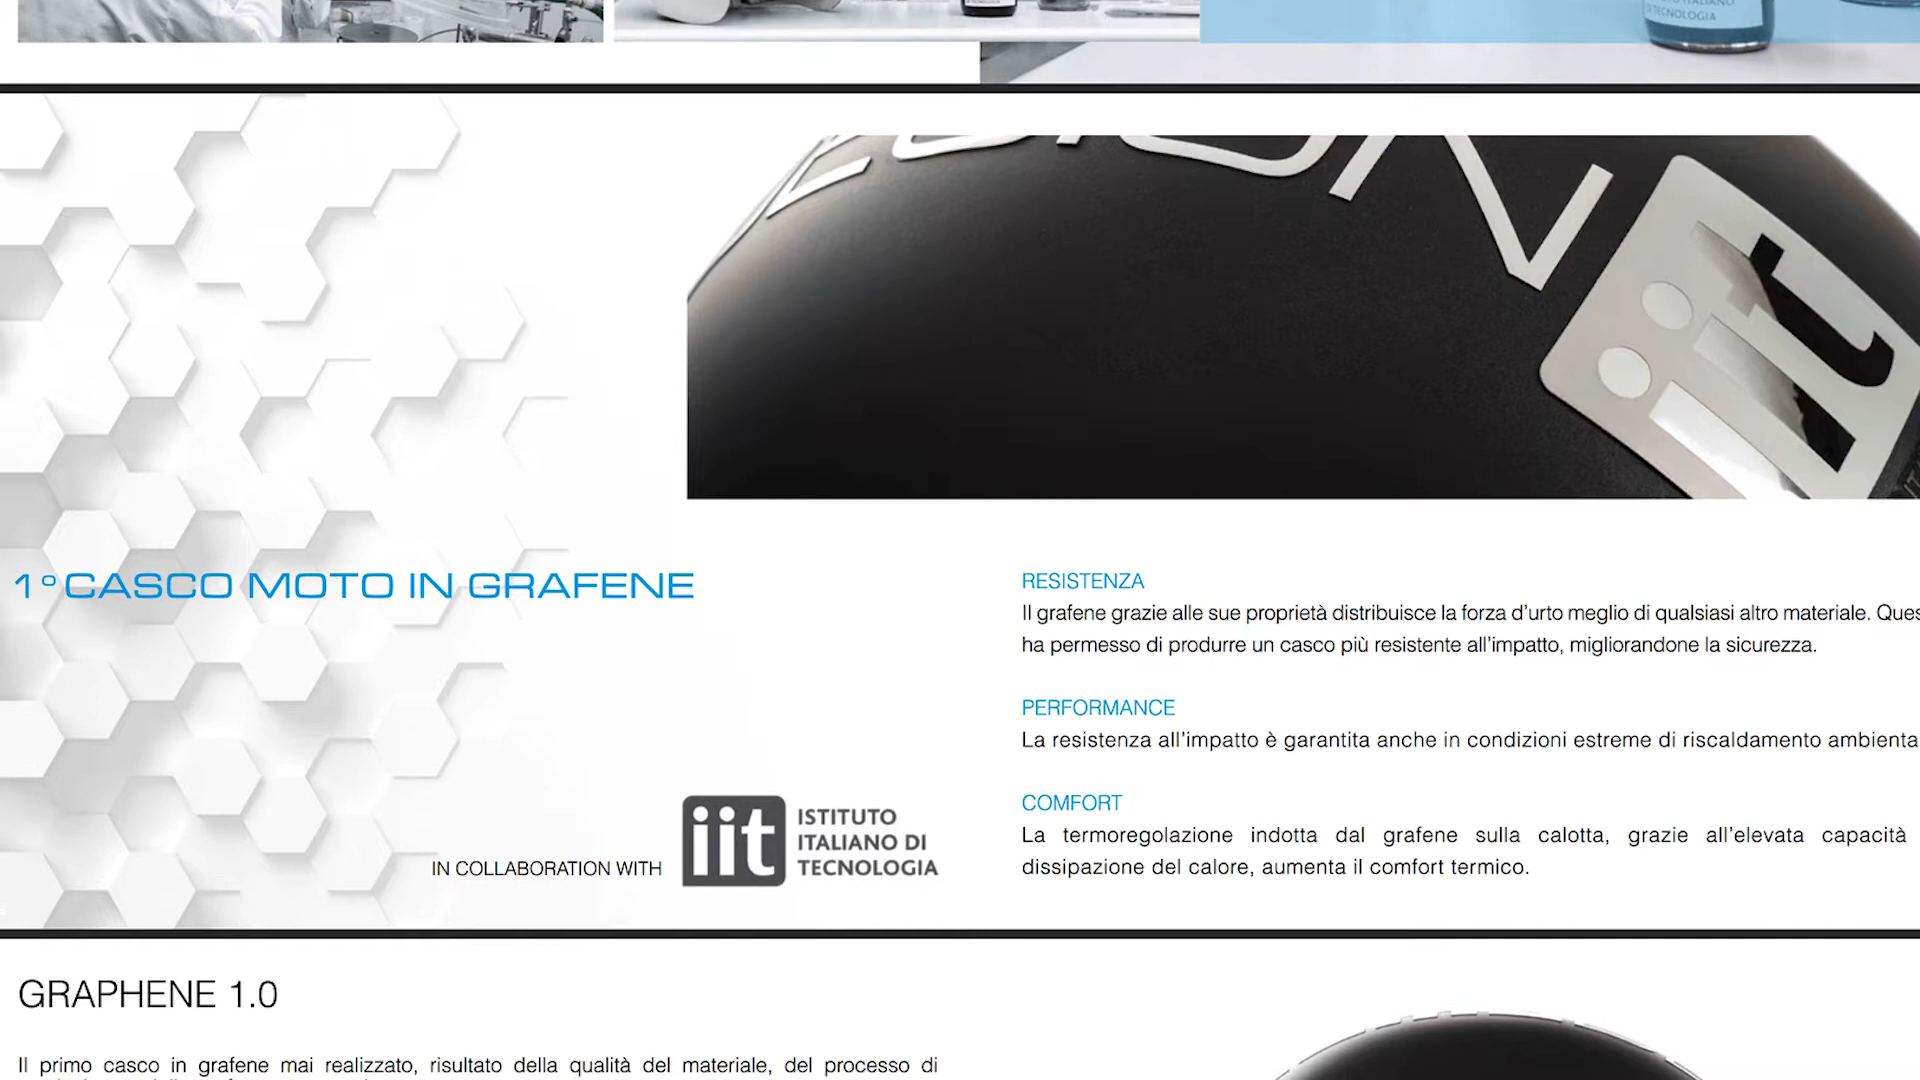 DI TECNOLOGIA
iit
1° CASCO MOTO IN GRAFENE
IN COLLABORATION WITH
iit ISTITUTO
ITALIANO DI
TECNOLOGIA
RESISTENZA
Il grafene grazie alle sue proprietà distribuisce la forza d'urto meglio di qualsiasi altro materiale.
ha permesso di produrre un casco più resistente all'impatto, migliorandone la sicurezza.
PERFORMANCE
La resistenza all'impatto è garantita anche in condizioni estreme di riscaldamento
COMFORT
La termoregolazione indotta dal grafene sulla calotta, grazie all'elevata capacità
dissipazione del calore, aumenta il comfort termico.
GRAPHENE 1.0
Il primo casco in grafene mai realizzato, risultato della qualità del materiale, del processo di